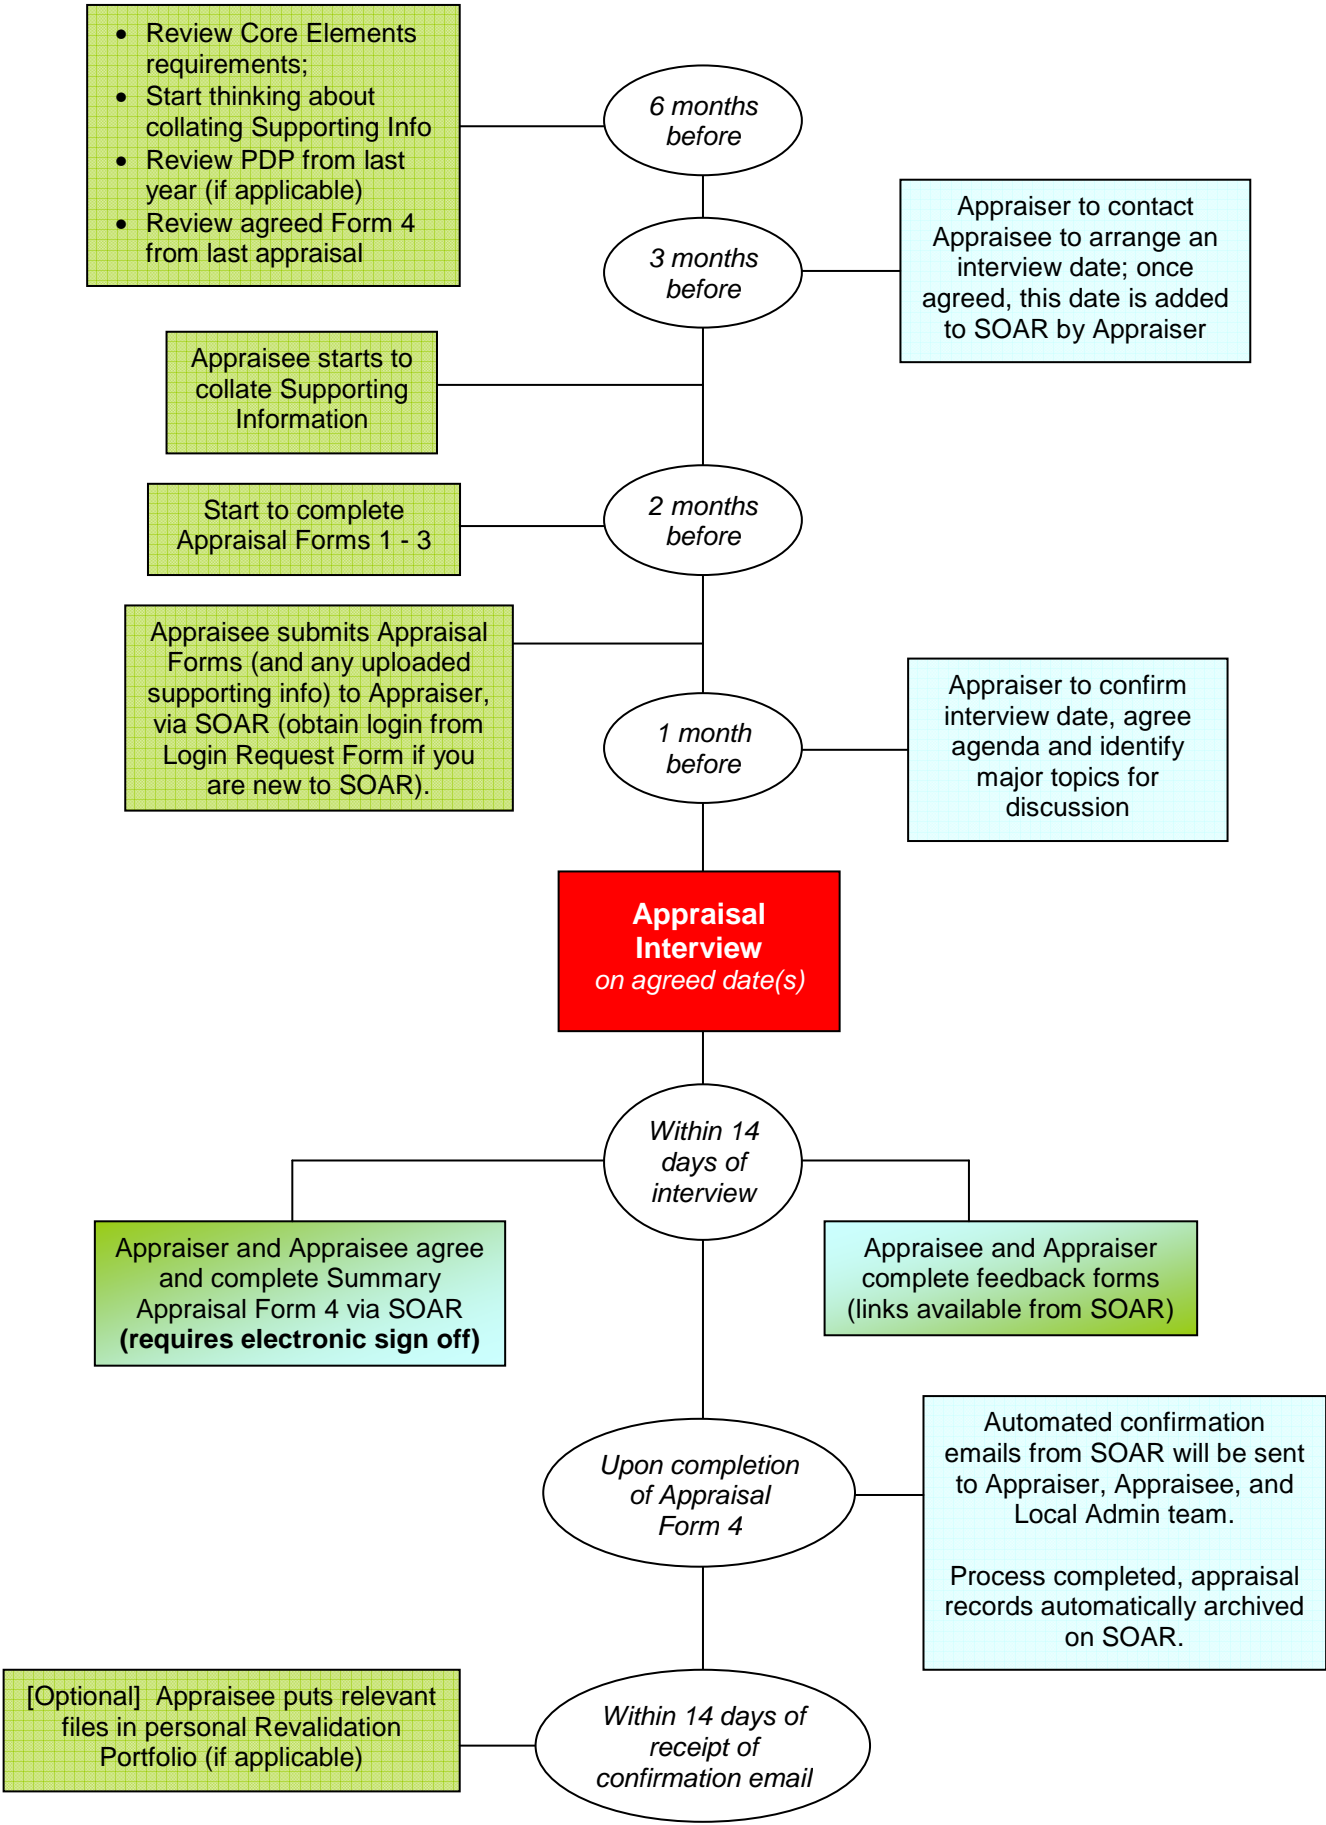 • Review Core Elements
requirements;
• Start thinking about
collating Supporting Info
• Review PDP from last
year (if applicable)
• Review agreed Form 4
from last appraisal
6 months
before
3 months
before
Appraiser to contact
Appraisee to arrange an
interview date; once
agreed, this date is added
to SOAR by Appraiser
Appraisee starts to
collate Supporting
Information
2 months
before
Start to complete
Appraisal Forms 1 - 3
Appraisee submits Appraisal
Forms (and any uploaded
supporting info) to Appraiser,
via SOAR (obtain login from
Login Request Form if you
are new to SOAR).
1 month
before
Appraiser to confirm
interview date, agree
agenda and identify
major topics for
discussion
Appraisal
Interview
on agreed date(s)
Within 14
days of
interview
Appraiser and Appraisee agree
and complete Summary
Appraisal Form 4 via SOAR
(requires electronic sign off)
Appraisee and Appraiser
complete feedback forms
(links available from SOAR)
Upon completion
of Appraisal
Form 4
Automated confirmation
emails from SOAR will be sent
to Appraiser, Appraisee, and
Local Admin team.
Process completed, appraisal
records automatically archived
on SOAR.
[Optional] Appraisee puts relevant
files in personal Revalidation
Portfolio (if applicable)
Within 14 days of
receipt of
confirmation email